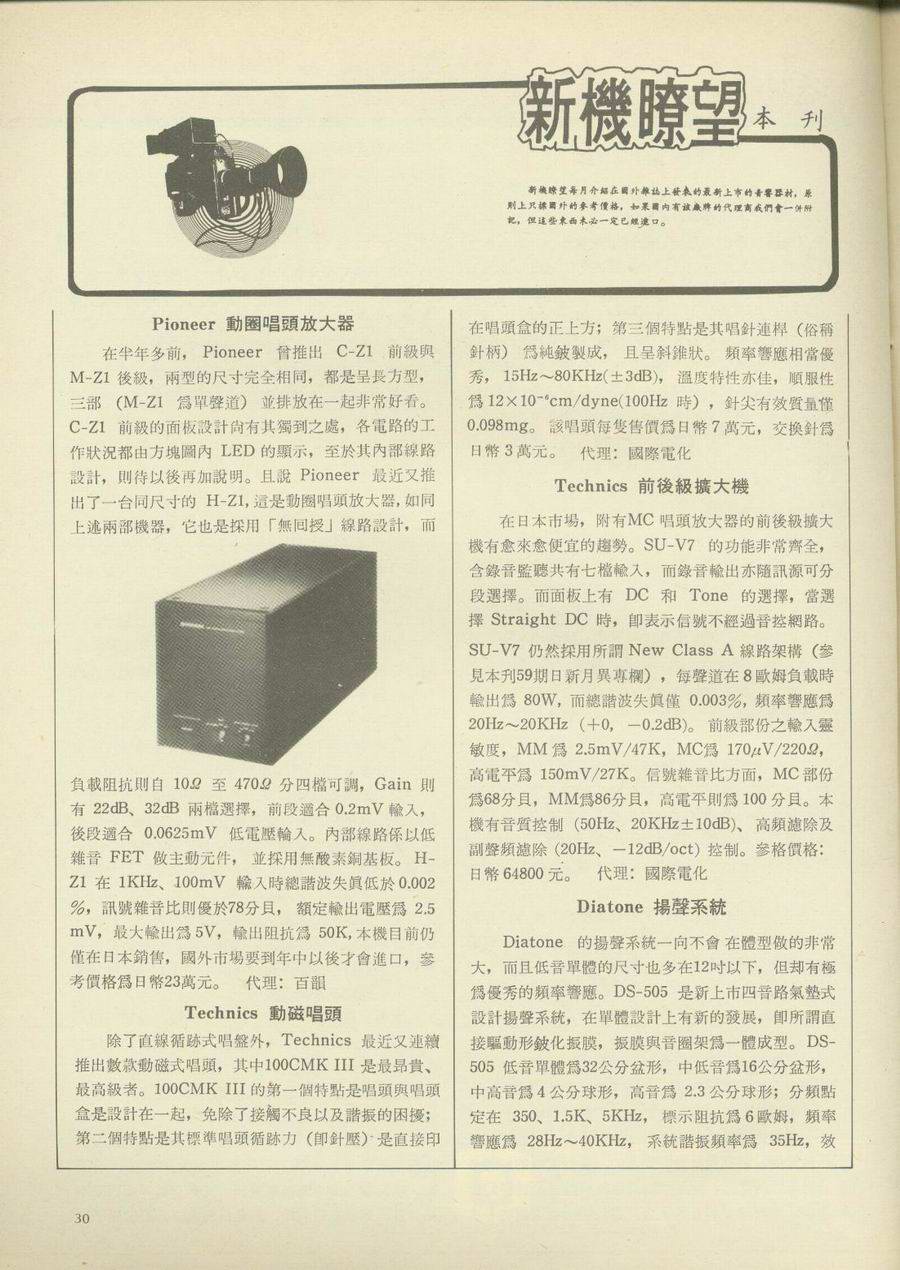 新機瞭望
本 刊
新機瞭望每月介紹在國外雜誌上發表的最新上市的音響器材，原
則上只標國外的參考價格，如果國內有該廠牌的代理商我們會一併附
記，但這些東西未必一定已經進口。
Pioneer 動圈唱頭放大器
在半年多前， Pioneer 曾推出 C-Z1 前級與
M-Z1 後級，兩型的尺寸完全相同，都是呈長方型，
三部 (M-Z1 爲單聲道) 並排放在一起非常好看。
C-Z1 前級的面板設計尙有其獨到之處，各電路的工
作狀況都由方塊圖內 LED 的顯示，至於其內部線路
設計，則待以後再加說明。且說 Pioneer 最近又推
出了一台同尺寸的 H-Z1, 這是動圈唱頭放大器, 如同
上述兩部機器，它也是採用「無回授」線路設計，而
負載阻抗則自 10Ω 至 470Ω 分四檔可調，Gain 則
有 22dB、32dB 兩檔選擇，前段適合 0.2mV 輸入，
後段適合 0.0625mV 低電壓輸入。內部線路係以低
雜音 FET 做主動元件， 並採用無酸素銅基板。 H-
Z1 在 1KHz、100mV 輸入時總諧波失眞低於 0.002
%，訊號雜音比則優於78分貝， 額定輸出電壓爲 2.5
mV，最大輸出爲 5V，輸出阻抗爲 50K, 本機目前仍
僅在日本銷售，國外市場要到年中以後才會進口，參
考價格爲日幣23萬元。 代理：百韻
Technics 動磁唱頭
除了直線循跡式唱盤外，Technics 最近又連續
推出數款動磁式唱頭，其中100CMK III 是最昂貴、
最高級者。100CMK III 的第一個特點是唱頭與唱頭
盒是設計在一起，免除了接觸不良以及諧振的困擾；
第二個特點是其標準唱頭循跡力 (卽針壓) 是直接印
在唱頭盒的正上方；第三個特點是其唱針連桿 (俗稱
針柄) 爲純鈹製成， 且呈斜錐狀。 頻率響應相當優
秀， 15Hz～80KHz(±3dB)， 溫度特性亦佳，順服性
爲 12×10⁻⁶cm/dyne(100Hz 時) ，針尖有效質量僅
0.098mg。 該唱頭每隻售價爲日幣 7 萬元，交換針爲
日幣 3 萬元。 代理：國際電化
Technics 前後級擴大機
在日本市場，附有MC 唱頭放大器的前後級擴大
機有愈來愈便宜的趨勢。SU-V7 的功能非常齊全，
含錄音監聽共有七檔輸入，而錄音輸出亦隨訊源可分
段選擇。而面板上有 DC 和 Tone 的選擇，當選
擇 Straight DC 時，卽表示信號不經過音控網路。
SU-V7 仍然採用所謂 New Class A 線路架構 (參
見本刊59期日新月異專欄) ，每聲道在 8 歐姆負載時
輸出爲 80W, 而總諧波失眞僅 0.003%, 頻率響應爲
20Hz～20KHz (+0, －0.2dB)。 前級部份之輸入靈
敏度，MM 爲 2.5mV/47K，MC爲 170μV/220Ω，
高電平爲 150mV/27K。信號雜音比方面，MC 部份
爲68分貝，MM爲86分貝，高電平則爲 100 分貝。本
機有音質控制 (50Hz、20KHz±10dB)、 高頻濾除及
副聲頻濾除 (20Hz、－12dB/oct) 控制。參格價格：
日幣 64800 元。 代理：國際電化
Diatone 揚聲系統
Diatone 的揚聲系統一向不會 在體型做的非常
大，而且低音單體的尺寸也多在12吋以下，但却有極
爲優秀的頻率響應。DS-505 是新上市四音路氣墊式
設計揚聲系統，在單體設計上有新的發展，卽所謂直
接驅動形鈹化振膜，振膜與音圈架爲一體成型。 DS-
505 低音單體爲32公分盆形，中低音爲16公分盆形，
中高音爲 4 公分球形，高音爲 2.3 公分球形；分頻點
定在 350、1.5K、5KHz， 標示阻抗爲 6 歐姆，頻率
響應爲 28Hz～40KHz， 系統諧振頻率爲 35Hz，效
30